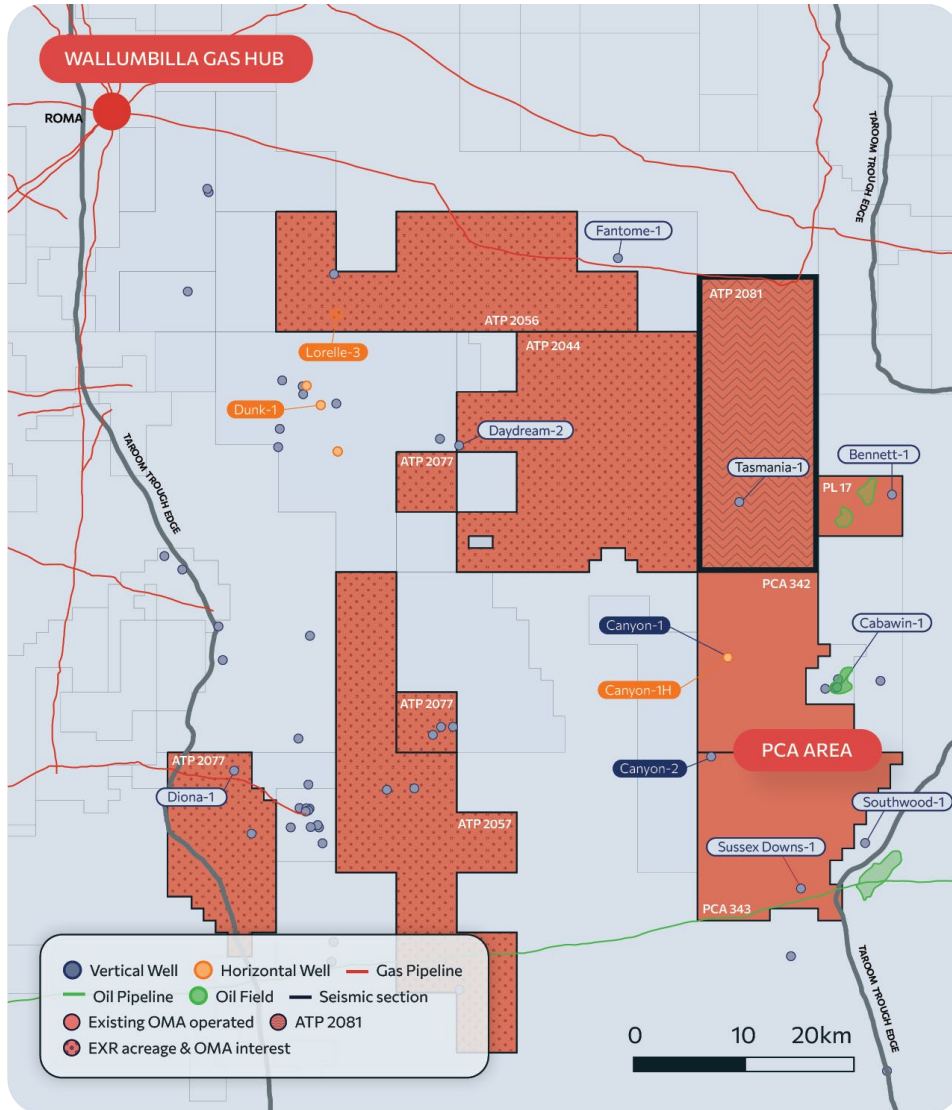 WALLUMBILLA GAS HUB
ROMA
TAROOM TROUGH EDGE
Fantome-1
ATP 2081
ATP 2056
ATP 2044
Lorelle-3
Dunk-1
Daydream-2
TAROOM TROUGH EDGE
ATP 2077
Tasmania-1
Bennett-1
PL 17
PCA 342
Canyon-1
Cabawin-1
Canyon-1H
ATP 2077
PCA AREA
ATP 2077
Canyon-2
Diona-1
Southwood-1
ATP 2057
Sussex Downs-1
PCA 343
TAROOM TROUGH EDGE
Vertical Well
Horizontal Well
Gas Pipeline
Oil Pipeline
Oil Field
Seismic section
Existing OMA operated
ATP 2081
EXR acreage & OMA interest
0 10 20km